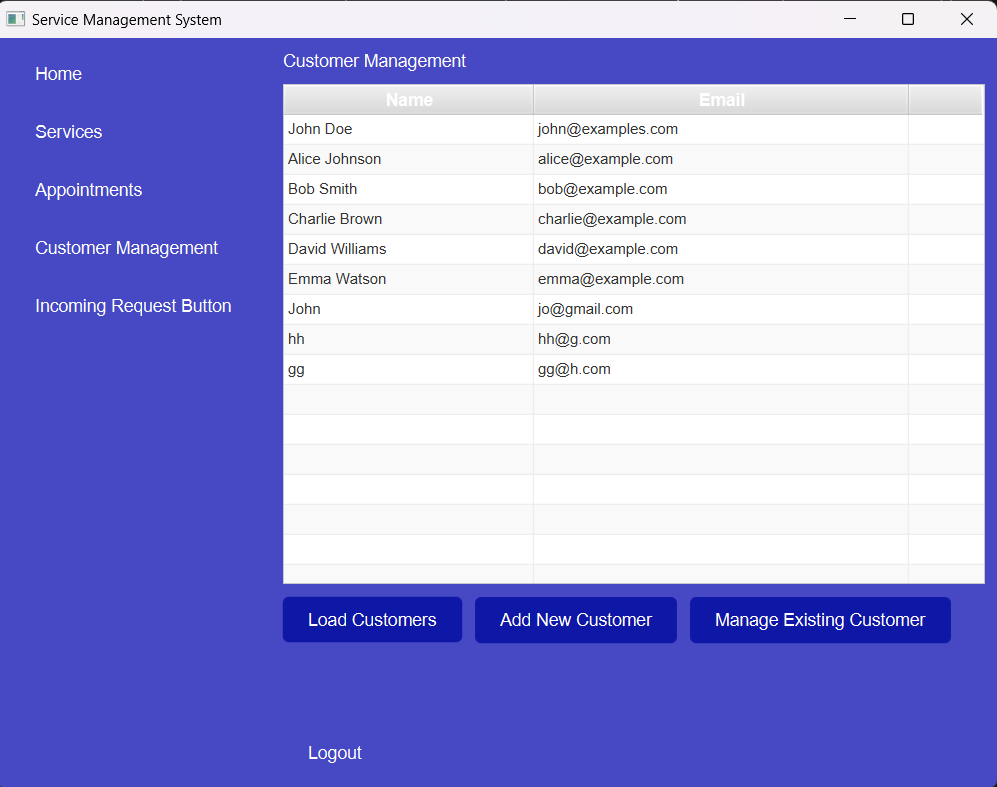 Service Management System
Home
Services
Appointments
Customer Management
Incoming Request Button
Customer Management
Name Email
John Doe john@examples.com
Alice Johnson alice@example.com
Bob Smith bob@example.com
Charlie Brown charlie@example.com
David Williams david@example.com
Emma Watson emma@example.com
John jo@gmail.com
hh hh@g.com
gg gg@h.com
Load Customers Add New Customer Manage Existing Customer
Logout